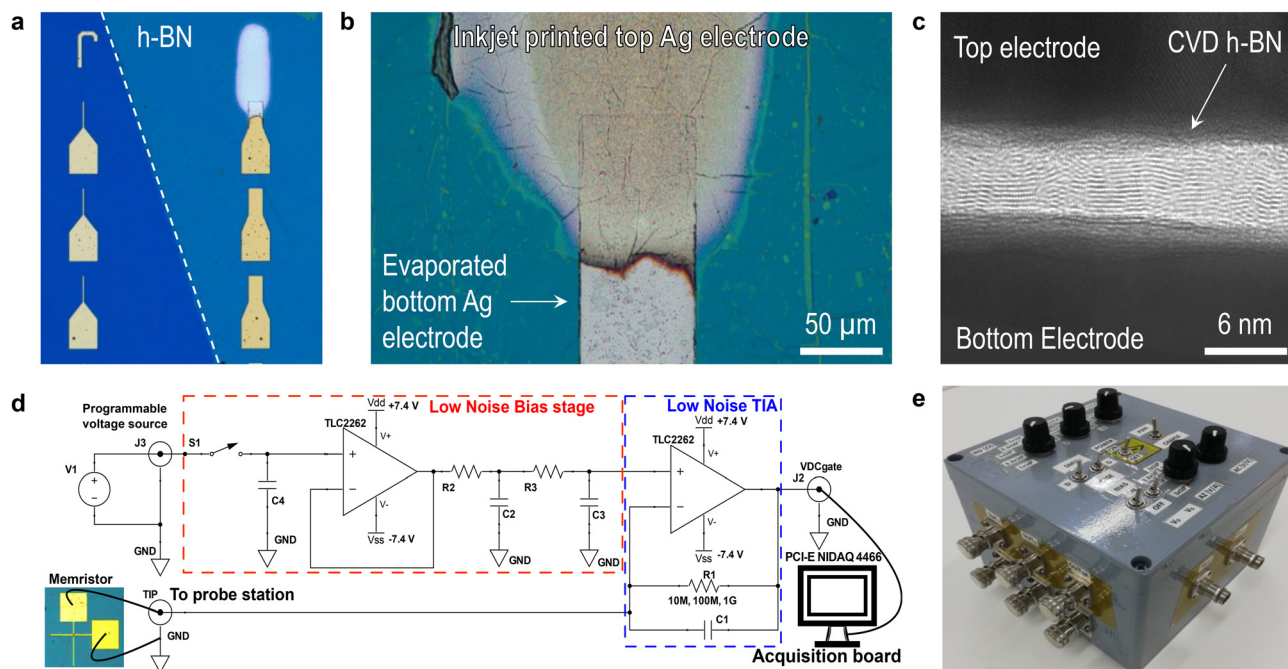 a
h-BN
b
Inkjet printed top Ag electrode
Evaporated
bottom Ag
electrode
50 µm
c
Top electrode
CVD h-BN
Bottom Electrode
6 nm
d
Programmable
voltage source
J3
S1
V1
GND
Low Noise Bias stage
Vdd +7.4 V
TLC2262
V+
V-
Vss -7.4 V
C4
GND
R2
R3
C2
C3
GND
GND
Low Noise TIA
Vdd +7.4 V
TLC2262
V+
V-
Vss -7.4 V
R1
10M, 100M, 1G
C1
VDCgate
J2
GND
PCI-E NIDAQ 4466
Acquisition board
Memristor
TIP
To probe station
GND
e
OFF